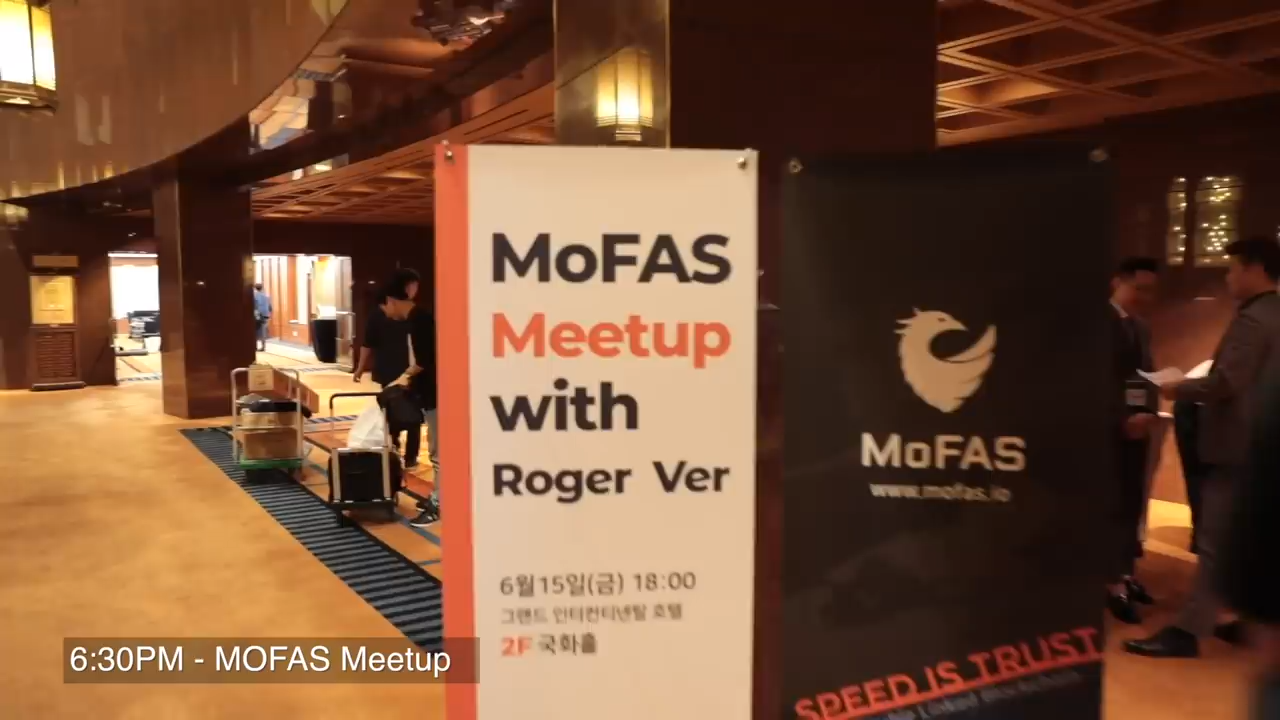 MoFAS
Meetup
with
Roger Ver
6월15일(금) 18:00
그랜드 인터컨티넨탈 호텔
2F 국화홀
MoFAS
www.mofas.io
SPEED IS TRUST
6:30PM - MOFAS Meetup